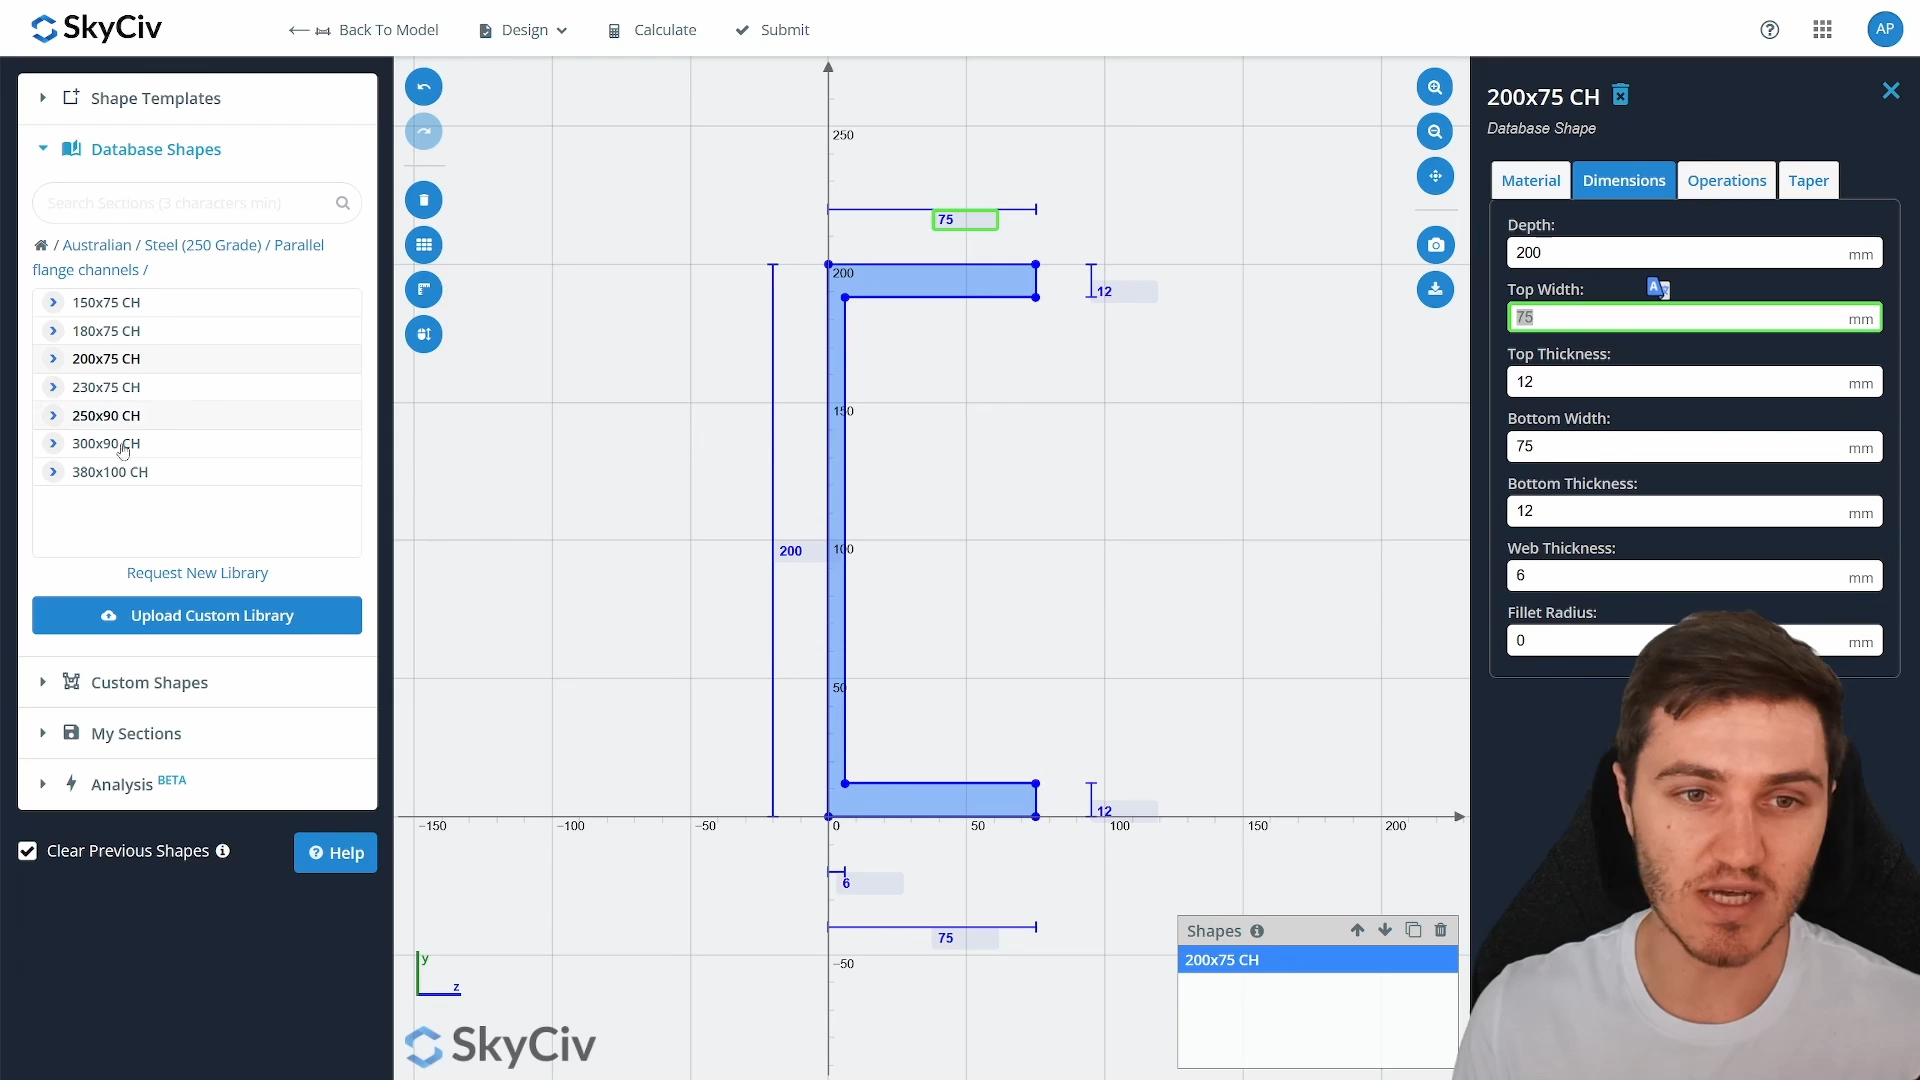 SkyCiv
Back To Model
Design
Calculate
Submit
AP
Shape Templates
Database Shapes
Search Sections (3 characters min)
/ Australian / Steel (250 Grade) / Parallel
flange channels /
150x75 CH
180x75 CH
200x75 CH
230x75 CH
250x90 CH
300x90 CH
380x100 CH
Request New Library
Upload Custom Library
Custom Shapes
My Sections
Analysis BETA
Clear Previous Shapes
Help
250
75
200
12
150
200
100
50
12
−150
−100
−50
0
50
100
150
200
6
75
−50
y
z
SkyCiv
Shapes
200x75 CH
200x75 CH
Database Shape
Material
Dimensions
Operations
Taper
Depth:
200 mm
Top Width:
A
75 mm
Top Thickness:
12 mm
Bottom Width:
75 mm
Bottom Thickness:
12 mm
Web Thickness:
6 mm
Fillet Radius:
0 mm